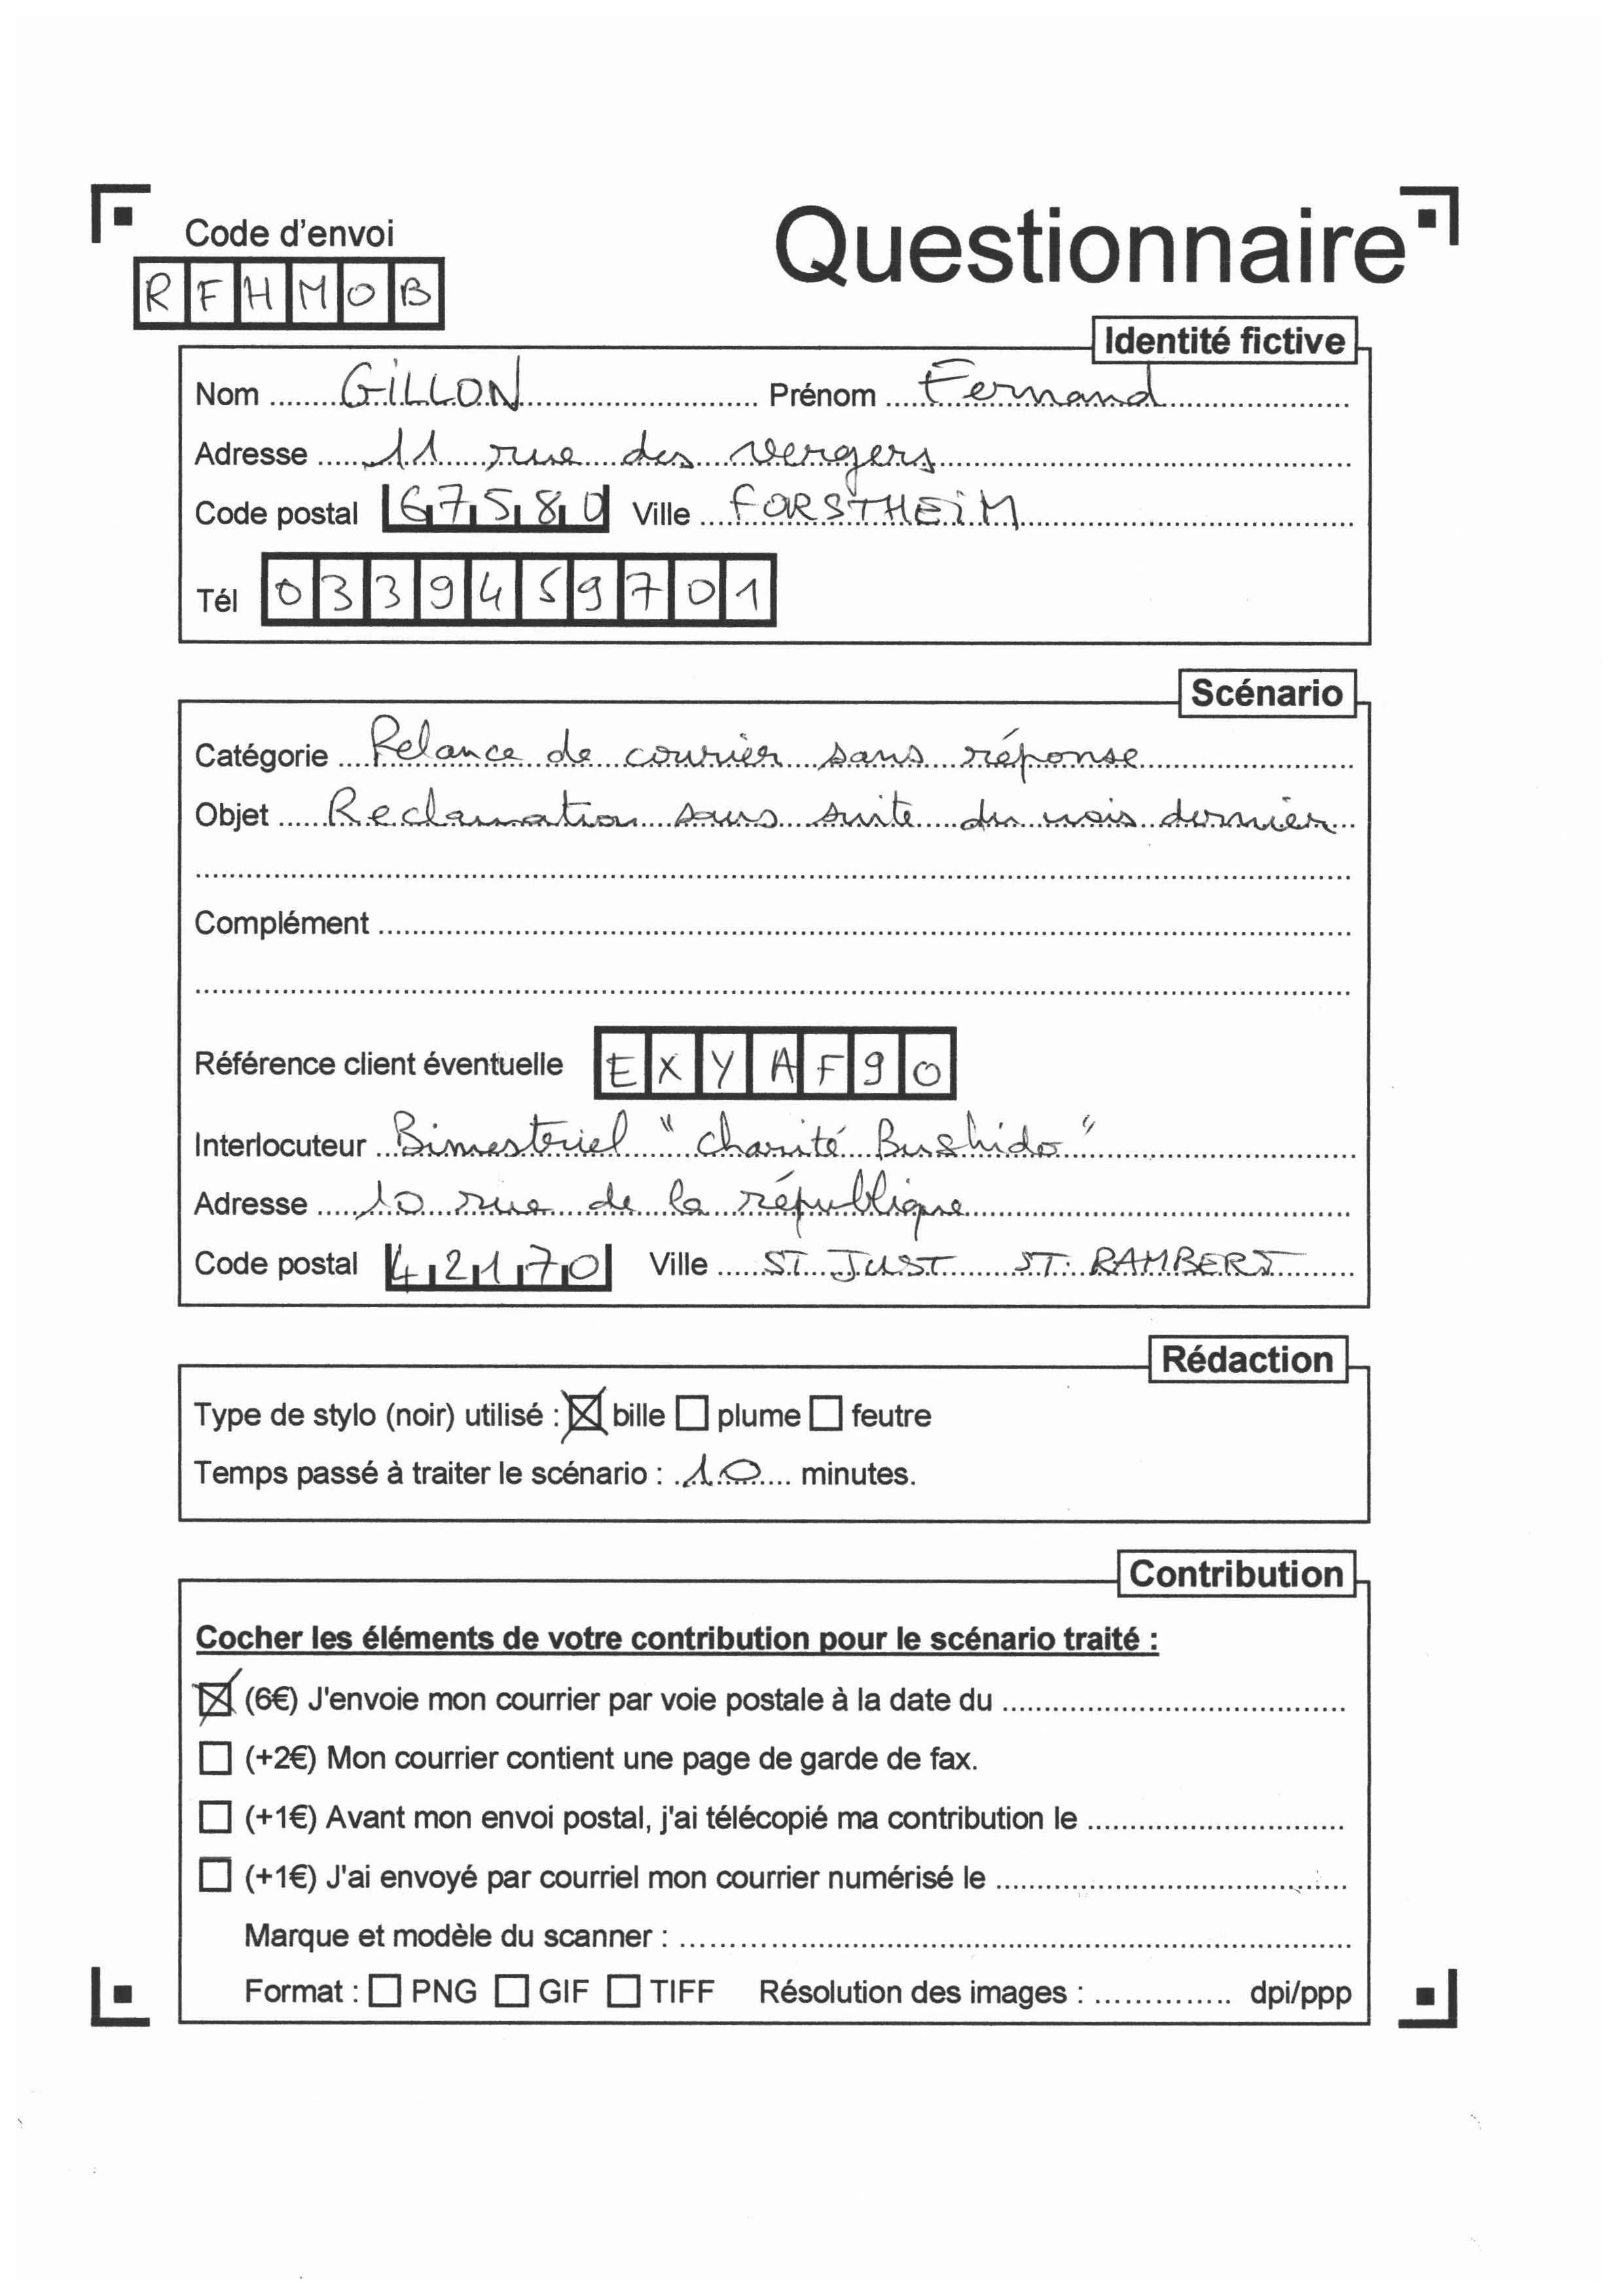 Code d'envoi
Questionnaire
RFHMOB
Identité fictive
Nom GILLON Prénom Fernand
Adresse 11 rue des vergers
Code postal 67580 Ville FORSTHEIM
Tél 0339459701
Scénario
Catégorie Relance de courier sans réponse
Objet Reclamation sans suite du mois dernier
Complément
Référence client éventuelle EXYAF90
Interlocuteur Bimestriel "charité Bushido"
Adresse 10 rue de la république
Code postal 42170 Ville ST JUST ST. RAMBERT
Rédaction
Type de stylo (noir) utilisé : bille plume feutre
Temps passé à traiter le scénario : 10 minutes.
Contribution
Cocher les éléments de votre contribution pour le scénario traité :
(6€) J'envoie mon courrier par voie postale à la date du
(+2€) Mon courrier contient une page de garde de fax.
(+1€) Avant mon envoi postal, j'ai télécopié ma contribution le
(+1€) J'ai envoyé par courriel mon courrier numérisé le
Marque et modèle du scanner :
Format : PNG GIF TIFF Résolution des images : dpi/ppp